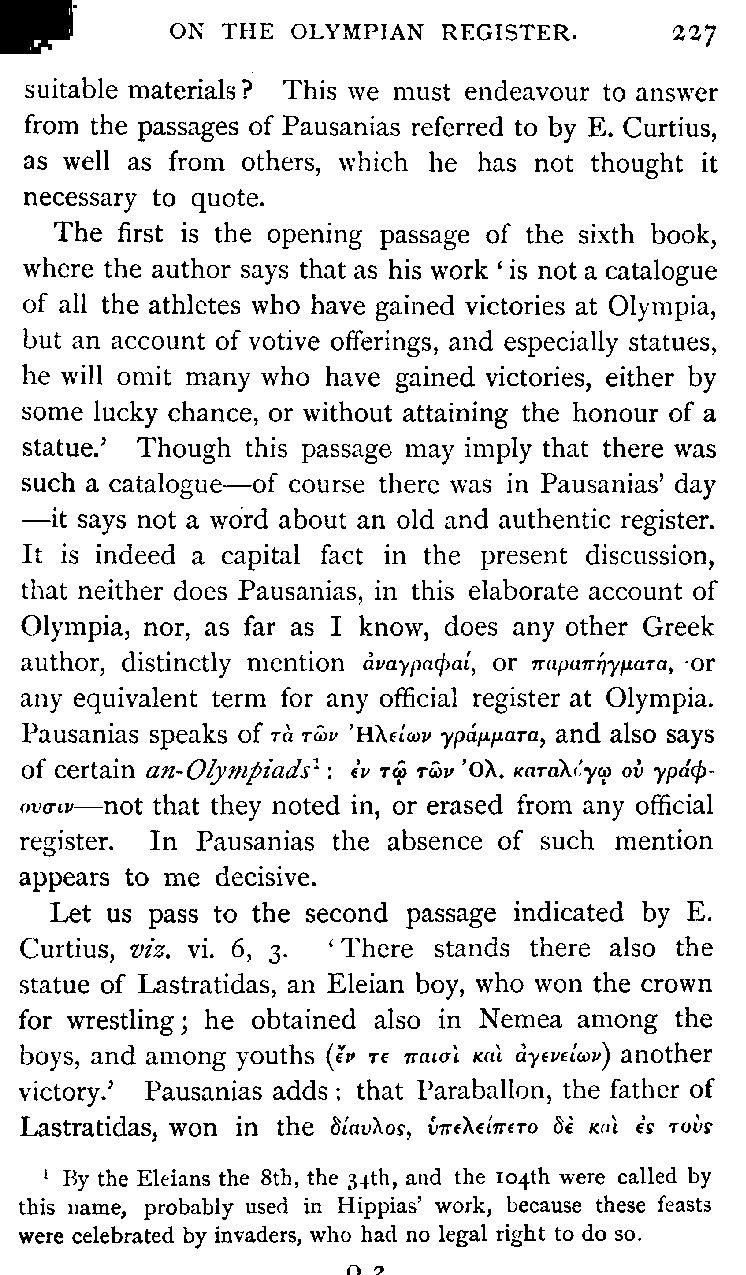 ON THE OLYMPIAN REGISTER. 227
suitable materials? This we must endeavour to answer
from the passages of Pausanias referred to by E. Curtius,
as well as from others, which he has not thought it
necessary to quote.
The first is the opening passage of the sixth book,
where the author says that as his work ‘is not a catalogue
of all the athletes who have gained victories at Olympia,
but an account of votive offerings, and especially statues,
he will omit many who have gained victories, either by
some lucky chance, or without attaining the honour of a
statue.’ Though this passage may imply that there was
such a catalogue—of course there was in Pausanias’ day
—it says not a word about an old and authentic register.
It is indeed a capital fact in the present discussion,
that neither does Pausanias, in this elaborate account of
Olympia, nor, as far as I know, does any other Greek
author, distinctly mention ἀναγραφαί, or παραπήγματα, or
any equivalent term for any official register at Olympia.
Pausanias speaks of τὰ τῶν Ἠλείων γράμματα, and also says
of certain an-Olympiads¹: ἐν τῷ τῶν Ὀλ. καταλόγῳ οὐ γράφ-
ουσιν—not that they noted in, or erased from any official
register. In Pausanias the absence of such mention
appears to me decisive.
Let us pass to the second passage indicated by E.
Curtius, viz. vi. 6, 3. ‘There stands there also the
statue of Lastratidas, an Eleian boy, who won the crown
for wrestling; he obtained also in Nemea among the
boys, and among youths (ἔν τε παισὶ καὶ ἀγενείων) another
victory.’ Pausanias adds: that Paraballon, the father of
Lastratidas, won in the δίαυλος, ὑπελείπετο δὲ καὶ ἐς τοὺς
¹ By the Eleians the 8th, the 34th, and the 104th were called by
this name, probably used in Hippias’ work, because these feasts
were celebrated by invaders, who had no legal right to do so.
Q 2